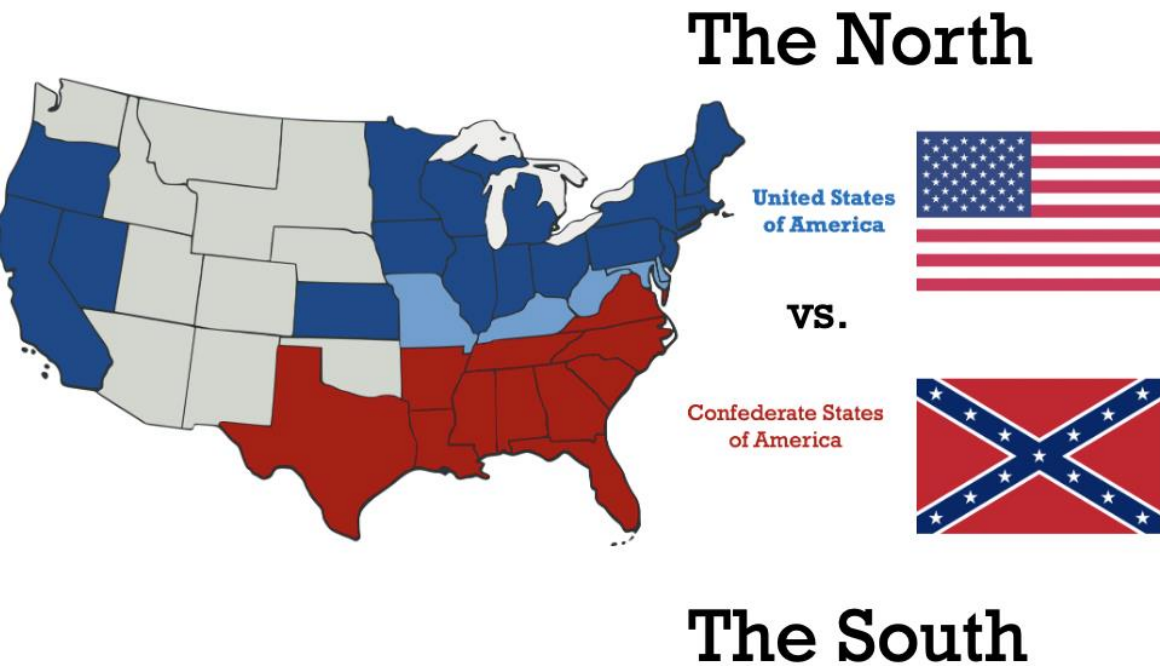 The North
United States
of America
vs.
Confederate States
of America
The South